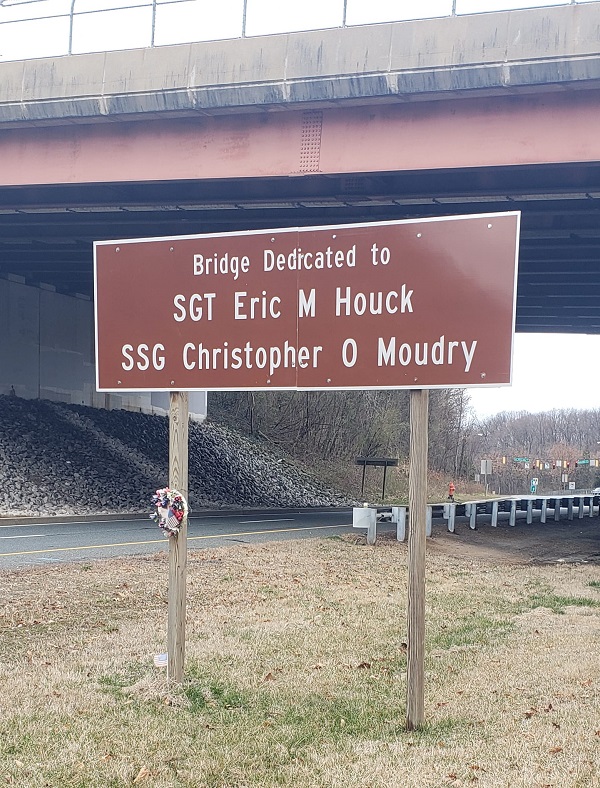 Bridge Dedicated to
SGT Eric M Houck
SSG Christopher O Moudry